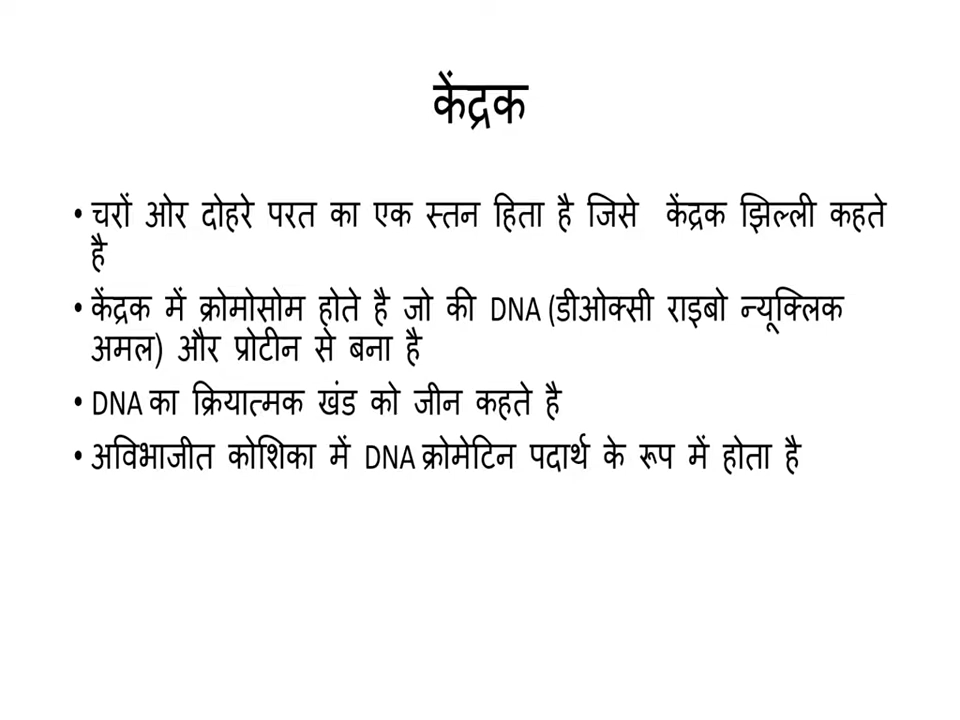 केंद्रक
• चरों ओर दोहरे परत का एक स्तन हिता है जिसे केंद्रक झिल्ली कहते
है
• केंद्रक में क्रोमोसोम होते है जो की DNA (डीओक्सी राइबो न्यूक्लिक
अमल) और प्रोटीन से बना है
• DNA का क्रियात्मक खंड को जीन कहते है
• अविभाजीत कोशिका में DNA क्रोमेटिन पदार्थ के रूप में होता है